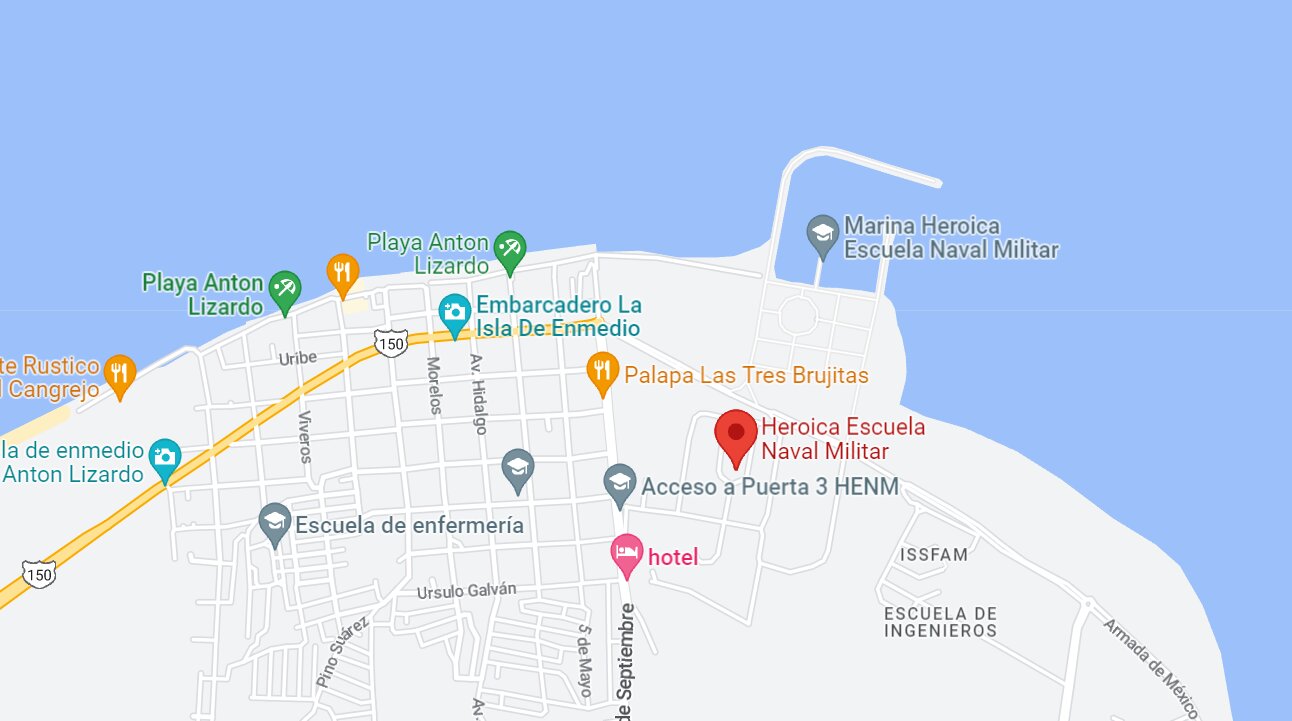 Marina Heroica
Escuela Naval Militar
Playa Anton
Lizardo
Playa Anton
Lizardo
Embarcadero La
Isla De Enmedio
150
Uribe
te Rustico
l Cangrejo
Morelos
Av. Hidalgo
Palapa Las Tres Brujitas
Viveros
Heroica Escuela
Naval Militar
la de enmedio
Anton Lizardo
Acceso a Puerta 3 HENM
Escuela de enfermería
ISSFAM
hotel
150
Ursulo Galván
ESCUELA DE
INGENIEROS
Pino Suárez
5 de Mayo
de Septiembre
Armada de México
Av.